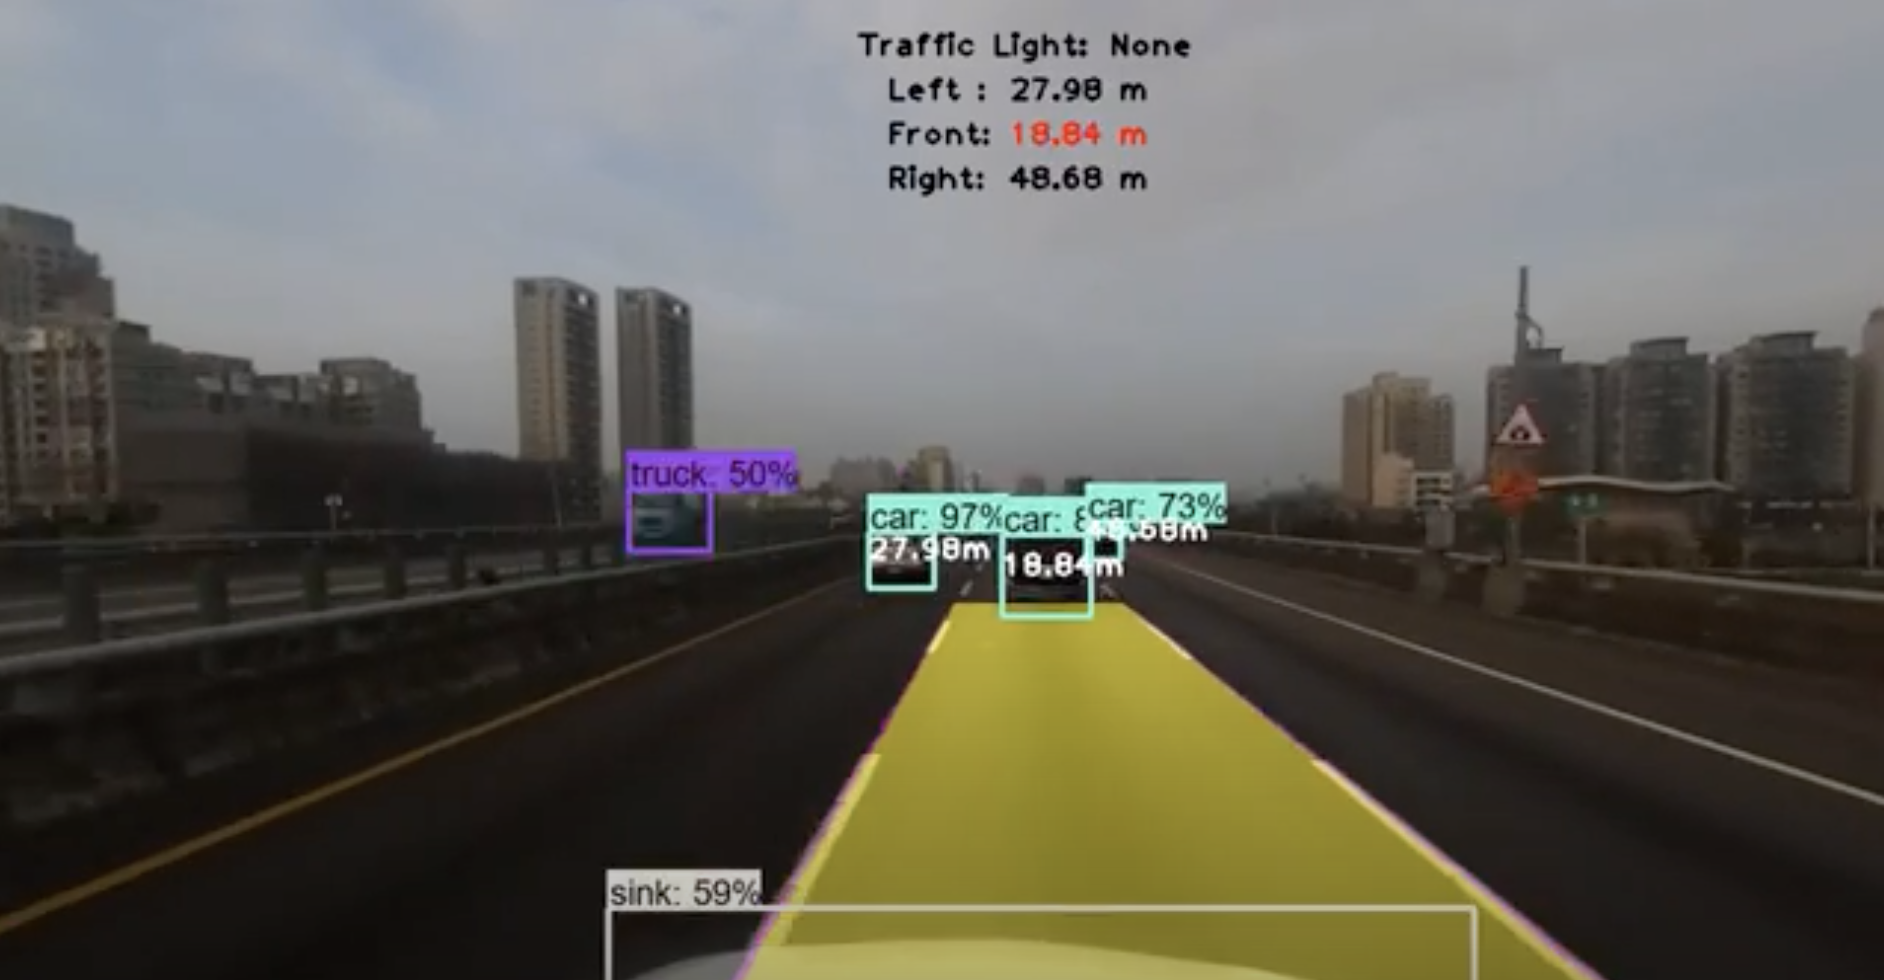 Traffic Light: None
Left : 27.98 m
Front: 18.84 m
Right: 48.68 m
truck: 50%
car: 97%
car:
car: 73%
27.98m
18.84m
sink: 59%